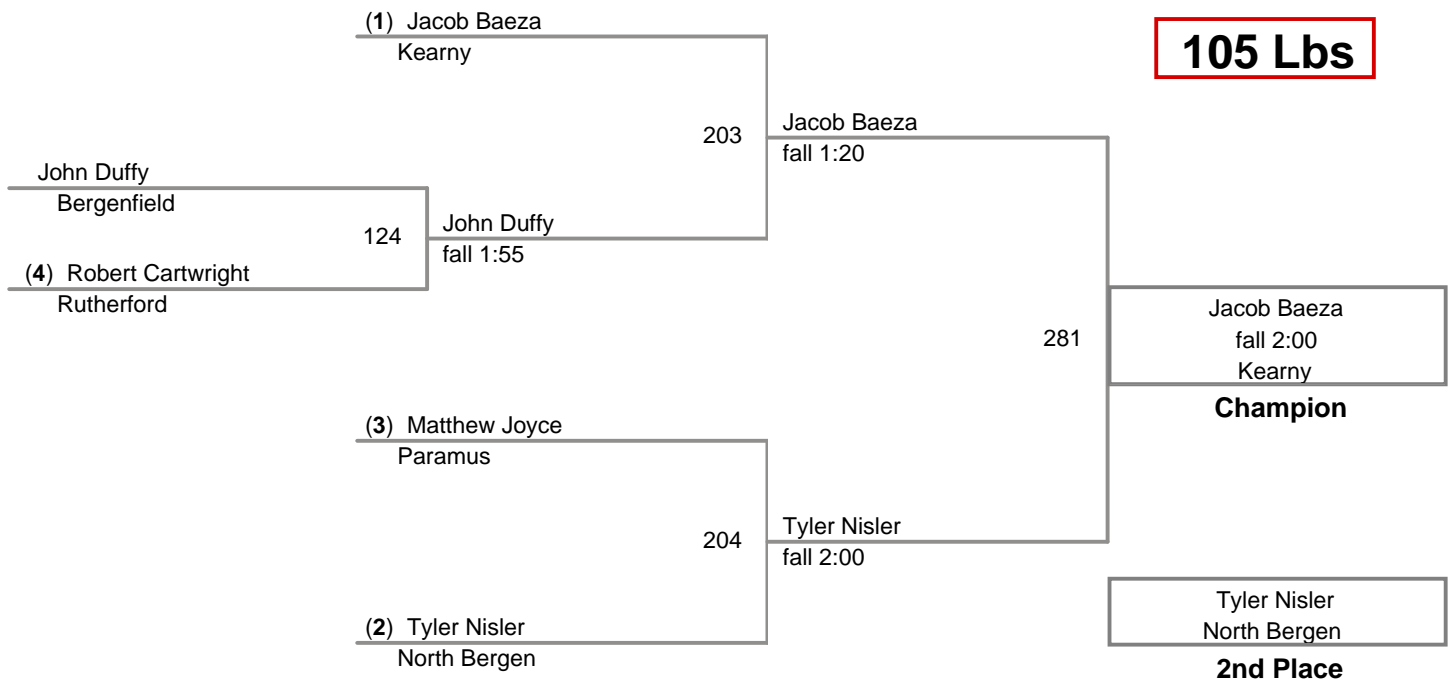 (1) Jacob Baeza
Kearny
105 Lbs
203
Jacob Baeza
fall 1:20
John Duffy
Bergenfield
124
John Duffy
fall 1:55
(4) Robert Cartwright
Rutherford
281
Jacob Baeza
fall 2:00
Kearny
Champion
(3) Matthew Joyce
Paramus
204
Tyler Nisler
fall 2:00
(2) Tyler Nisler
North Bergen
Tyler Nisler
North Bergen
2nd Place